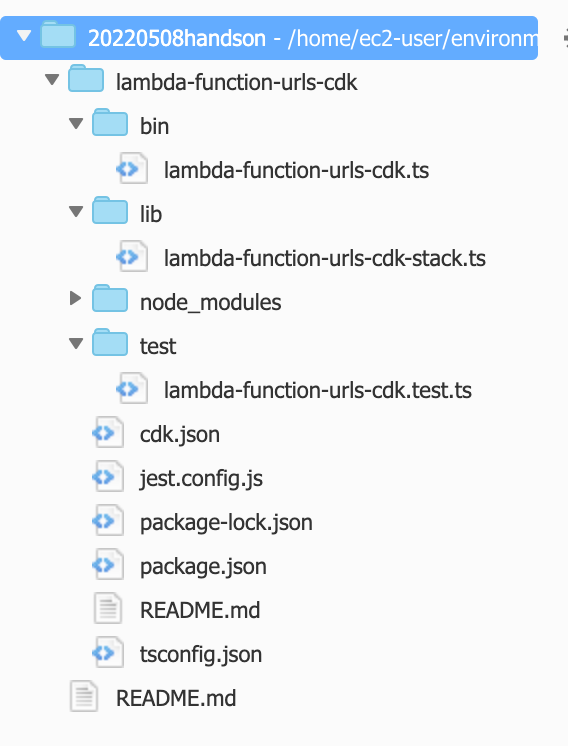 20220508handson - /home/ec2-user/environm
lambda-function-urls-cdk
bin
lambda-function-urls-cdk.ts
lib
lambda-function-urls-cdk-stack.ts
node_modules
test
lambda-function-urls-cdk.test.ts
cdk.json
jest.config.js
package-lock.json
package.json
README.md
tsconfig.json
README.md